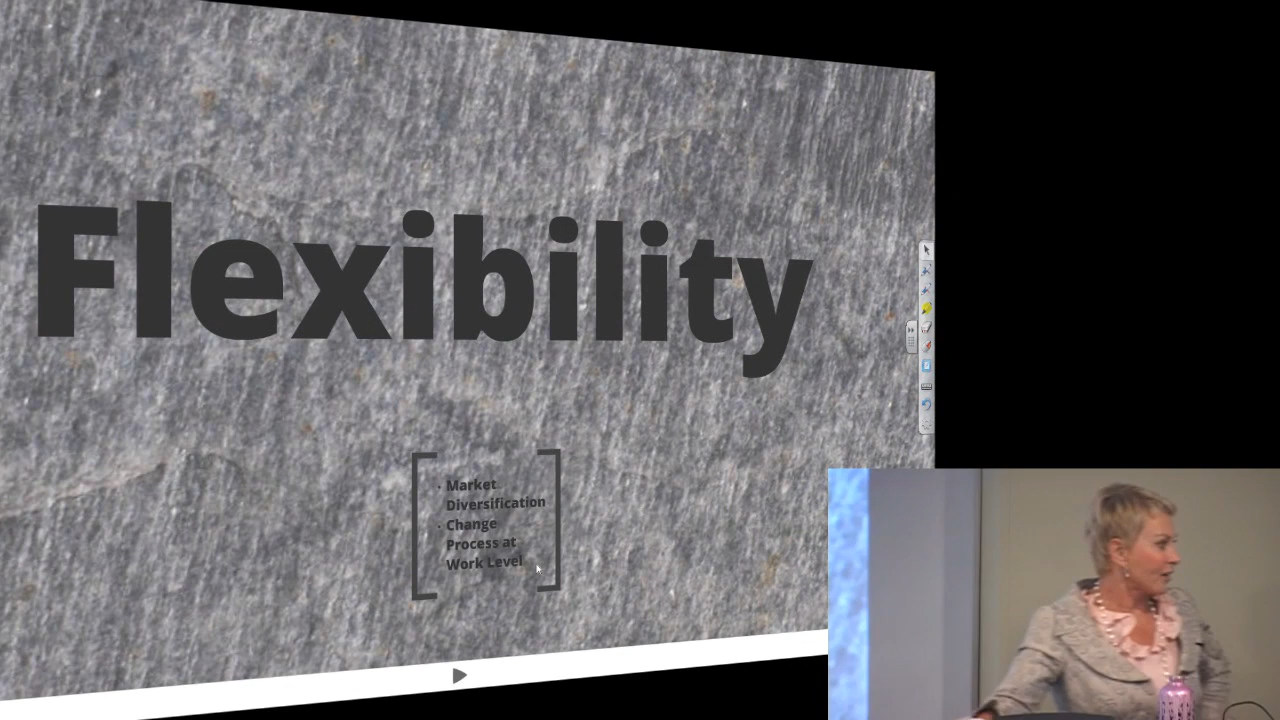 Flexibility
· Market
Diversification
· Change
Process at
Work Level